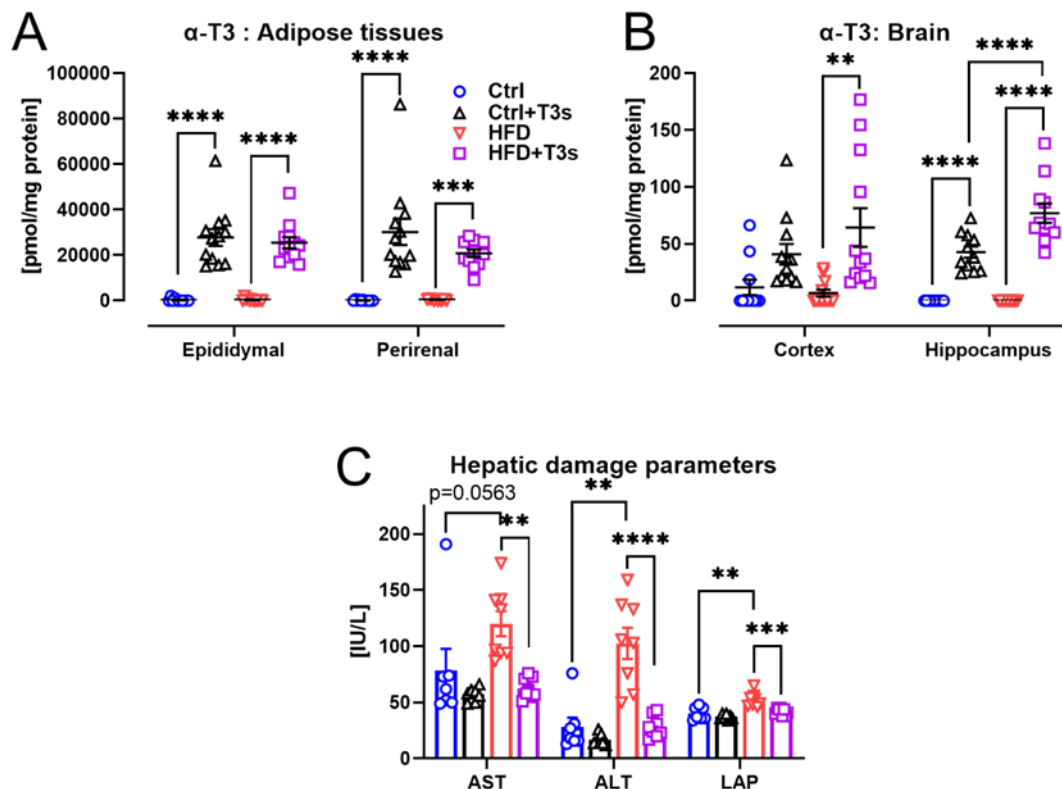 A
α-T3 : Adipose tissues
[pmol/mg protein]
100000
80000
60000
40000
20000
0
****
****
****
***
Ctrl
Ctrl+T3s
HFD
HFD+T3s
Epididymal
Perirenal
B
α-T3: Brain
[pmol/mg protein]
200
150
100
50
0
**
****
****
****
Cortex
Hippocampus
C
Hepatic damage parameters
[IU/L]
200
150
100
50
0
p=0.0563
**
**
****
**
***
AST
ALT
LAP